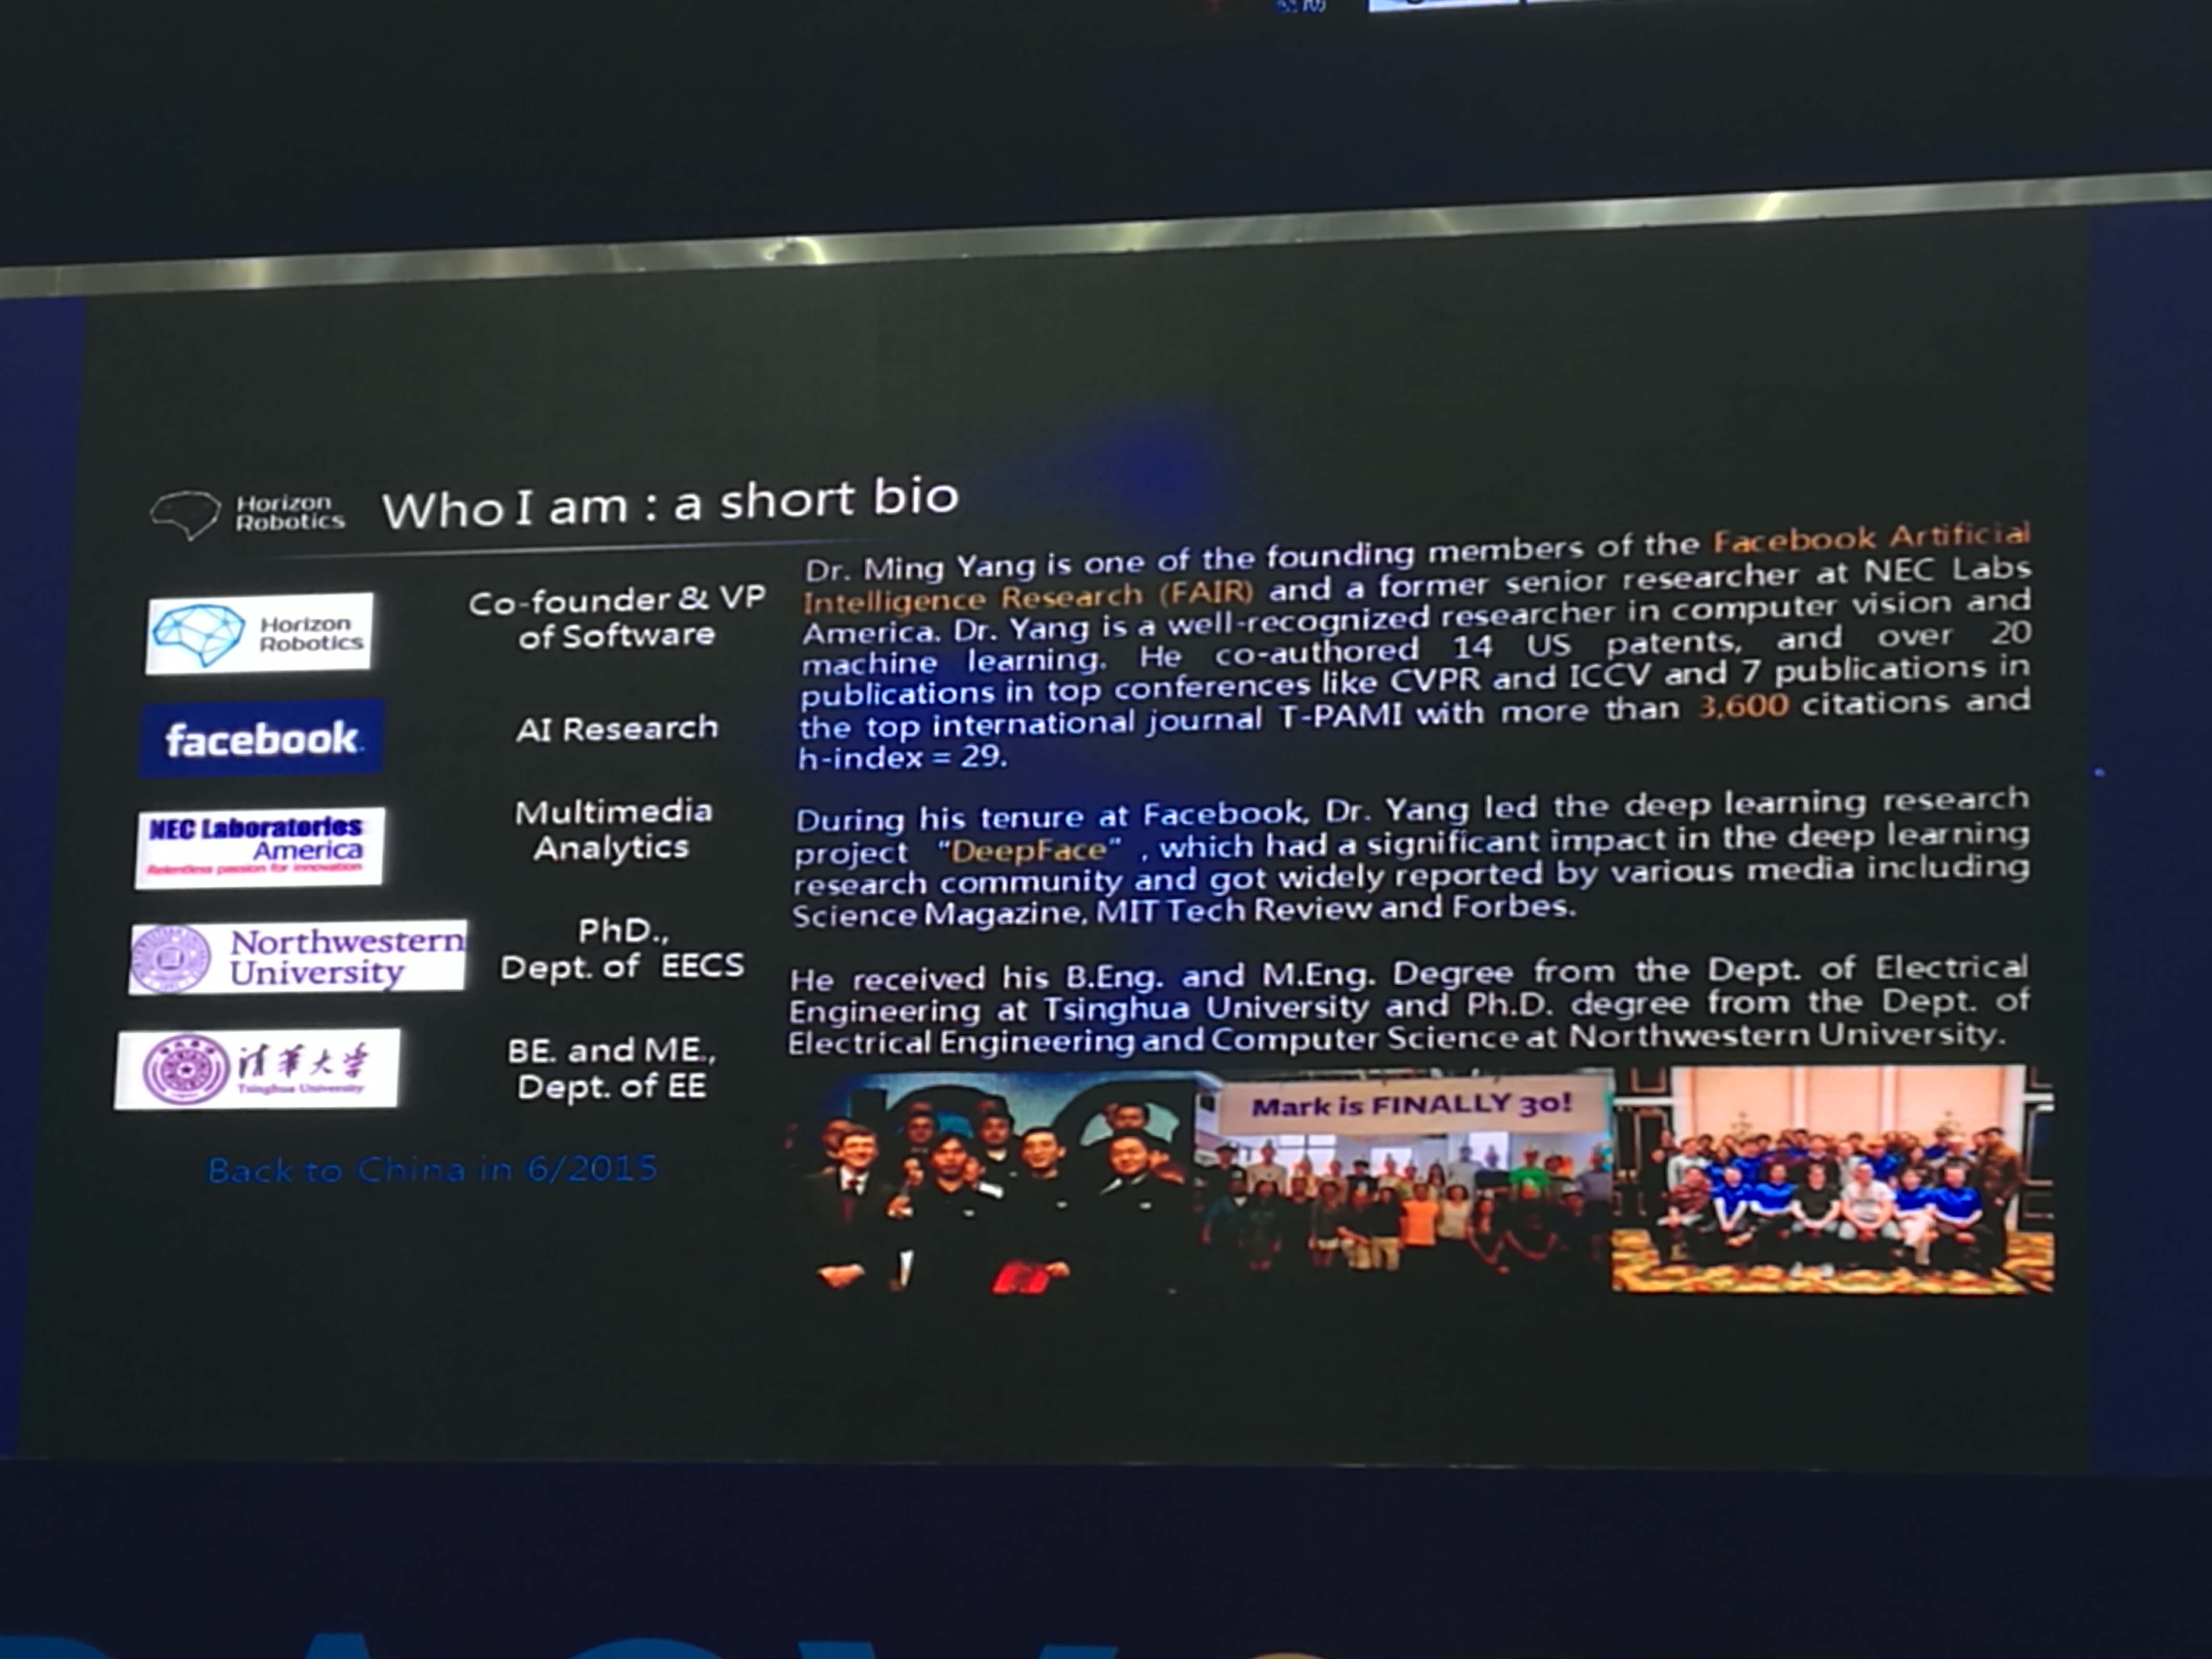 Horizon
Robotics
Who I am : a short bio
Horizon
Robotics
Co-founder & VP
of Software
facebook
AI Research
NEC Laboratories
America
Relentless passion for innovation
Multimedia
Analytics
Northwestern
University
PhD.,
Dept. of EECS
清华大学
Tsinghua University
BE. and ME.,
Dept. of EE
Back to China in 6/2015
Dr. Ming Yang is one of the founding members of the Facebook Artificial
Intelligence Research (FAIR) and a former senior researcher at NEC Labs
America. Dr. Yang is a well-recognized researcher in computer vision and
machine learning. He co-authored 14 US patents, and over 20
publications in top conferences like CVPR and ICCV and 7 publications in
the top international journal T-PAMI with more than 3,600 citations and
h-index = 29.
During his tenure at Facebook, Dr. Yang led the deep learning research
project “DeepFace” , which had a significant impact in the deep learning
research community and got widely reported by various media including
Science Magazine, MIT Tech Review and Forbes.
He received his B.Eng. and M.Eng. Degree from the Dept. of Electrical
Engineering at Tsinghua University and Ph.D. degree from the Dept. of
Electrical Engineering and Computer Science at Northwestern University.
Mark is FINALLY 30!